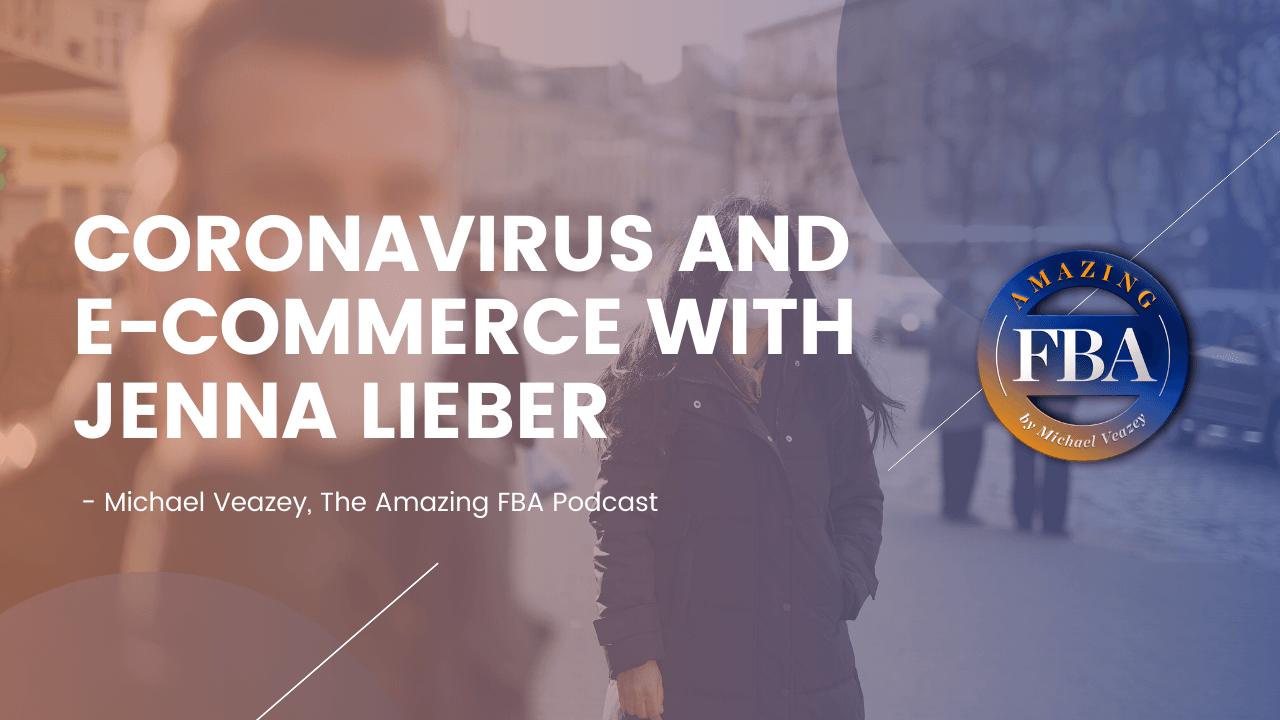 CORONAVIRUS AND
E-COMMERCE WITH
JENNA LIEBER
- Michael Veazey, The Amazing FBA Podcast
AMAZING
FBA
by Michael Veazey